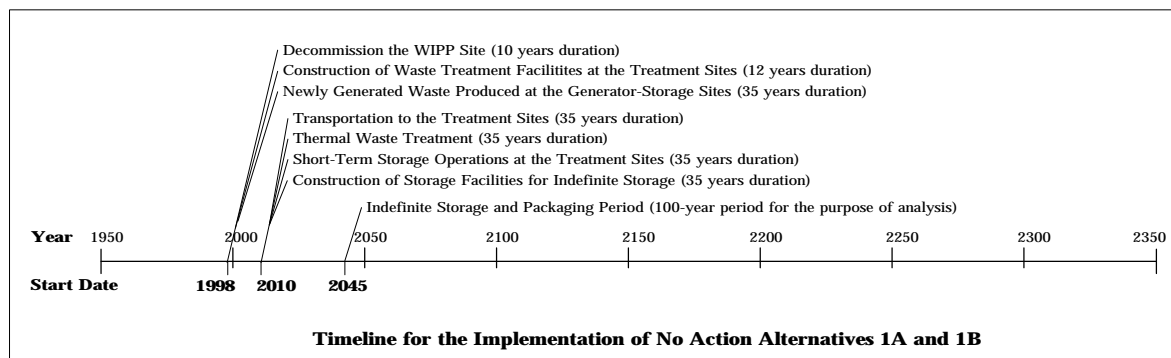 Decommission the WIPP Site (10 years duration)
Construction of Waste Treatment Facilitites at the Treatment Sites (12 years duration)
Newly Generated Waste Produced at the Generator-Storage Sites (35 years duration)
Transportation to the Treatment Sites (35 years duration)
Thermal Waste Treatment (35 years duration)
Short-Term Storage Operations at the Treatment Sites (35 years duration)
Construction of Storage Facilities for Indefinite Storage (35 years duration)
Indefinite Storage and Packaging Period (100-year period for the purpose of analysis)
Year 1950 2000 2050 2100 2150 2200 2250 2300 2350
Start Date 1998 2010 2045
Timeline for the Implementation of No Action Alternatives 1A and 1B